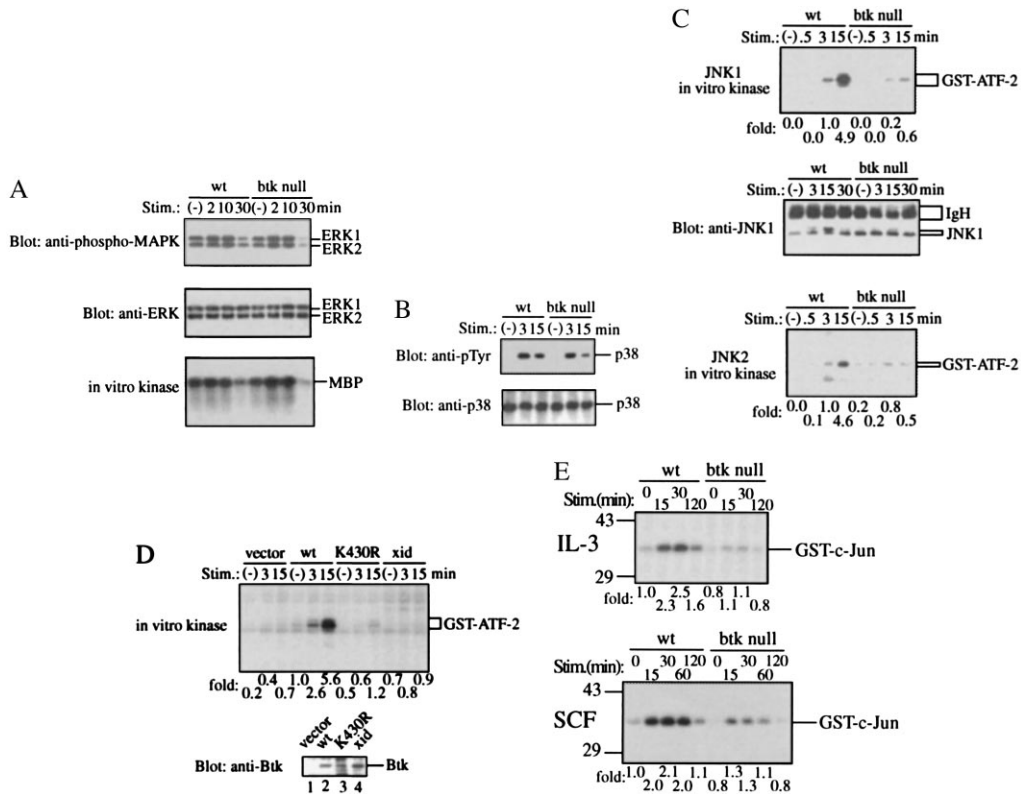 A
wt btk null
Stim.: (-) 2 10 30 (-) 2 10 30 min
Blot: anti-phospho-MAPK ERK1
ERK2
Blot: anti-ERK ERK1
ERK2
in vitro kinase MBP
B
wt btk null
Stim.: (-) 3 15 (-) 3 15 min
Blot: anti-pTyr p38
Blot: anti-p38 p38
C
wt btk null
Stim.: (-) .5 3 15 (-) .5 3 15 min
JNK1
in vitro kinase GST-ATF-2
fold: 0.0 1.0 0.0 0.2
0.0 4.9 0.0 0.6
wt btk null
Stim.: (-) 3 15 30 (-) 3 15 30 min
IgH
Blot: anti-JNK1 JNK1
wt btk null
Stim.: (-) .5 3 15 (-) .5 3 15 min
JNK2
in vitro kinase GST-ATF-2
fold: 0.0 1.0 0.2 0.8
0.1 4.6 0.2 0.5
D
vector wt K430R xid
Stim.: (-) 3 15 (-) 3 15 (-) 3 15 (-) 3 15 min
in vitro kinase GST-ATF-2
fold: 0.4 1.0 5.6 0.6 0.7 0.9
0.2 0.7 2.6 0.5 1.2 0.8
vector wt K430R xid
Blot: anti-Btk Btk
1 2 3 4
E
wt btk null
Stim.(min): 0 30 0 30
15 120 15 120
43
IL-3 GST-c-Jun
29
fold: 1.0 2.5 0.8 1.1
2.3 1.6 1.1 0.8
wt btk null
Stim.(min): 0 30 120 0 30 120
15 60 15 60
43
SCF GST-c-Jun
29
fold: 1.0 2.1 1.1 1.3 1.1
2.0 2.0 0.8 1.3 0.8